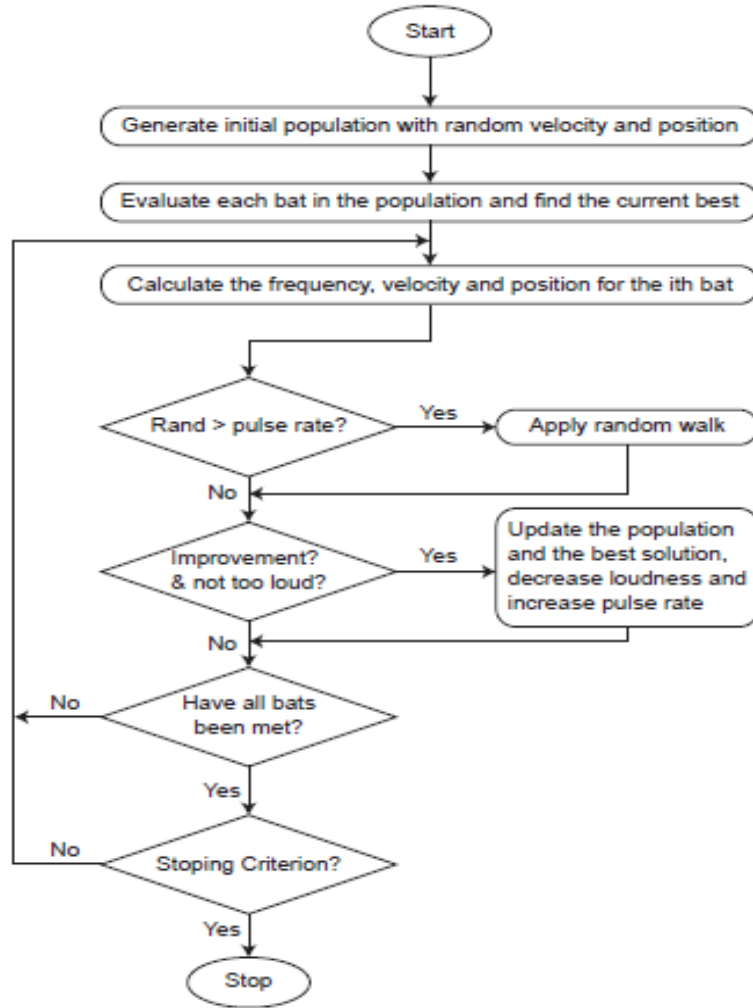 Start
Generate initial population with random velocity and position
Evaluate each bat in the population and find the current best
Calculate the frequency, velocity and position for the ith bat
Rand > pulse rate?
Yes
Apply random walk
No
Improvement?
& not too loud?
Yes
Update the population
and the best solution,
decrease loudness and
increase pulse rate
No
Have all bats
been met?
No
Yes
Stoping Criterion?
No
Yes
Stop